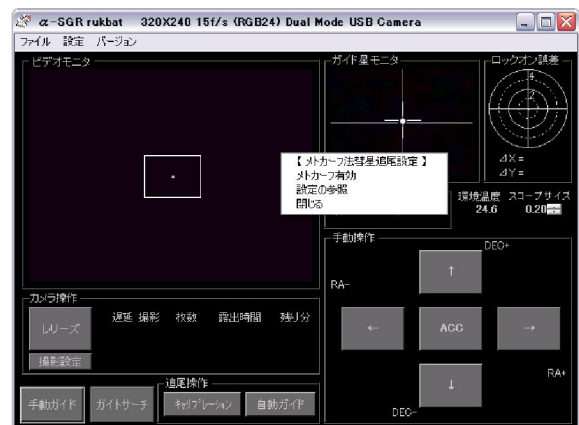 α-SGR rukbat 320X240 15f/s (RGB24) Dual Mode USB Camera
ファイル 設定 バージョン
ビデオモニタ
ガイド星モニタ
ロックオン誤差
4
2
⊿X=
⊿Y=
【 メトカーフ法彗星追尾設定 】
メトカーフ有効
設定の参照
閉じる
環境温度 スコープサイズ
24.6 0.20
手動操作
DEC+
RA-
↑
← ACC →
↓
RA+
DEC-
カメラ操作
レリーズ
遅延 撮影 枚数 露出時間 残り分
撮影設定
追尾操作
手動ガイド ガイドサーチ キャリブレーション 自動ガイド